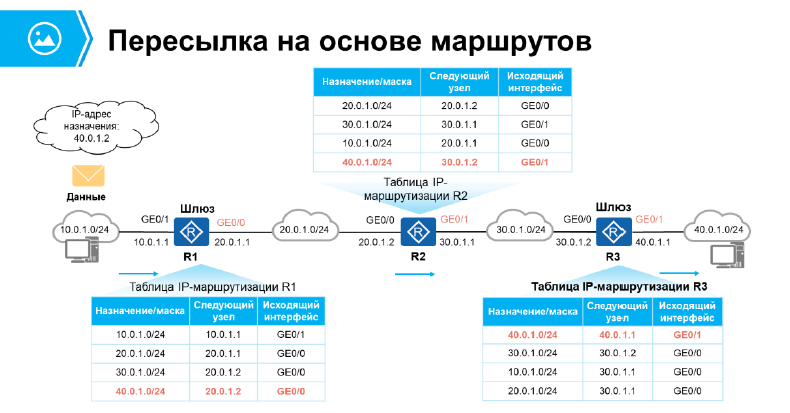 Пересылка на основе маршрутов
Назначение/маска Следующий узел Исходящий интерфейс
20.0.1.0/24 20.0.1.2 GE0/0
30.0.1.0/24 30.0.1.1 GE0/1
10.0.1.0/24 20.0.1.1 GE0/0
40.0.1.0/24 30.0.1.2 GE0/1
IP-адрес
назначения:
40.0.1.2
Данные
Таблица IP-
маршрутизации R2
10.0.1.0/24
GE0/1
10.0.1.1
Шлюз
R1
GE0/0
20.0.1.1
20.0.1.0/24
GE0/0
20.0.1.2
R2
GE0/1
30.0.1.1
30.0.1.0/24
GE0/0
30.0.1.2
Шлюз
R3
GE0/1
40.0.1.1
40.0.1.0/24
Таблица IP-маршрутизации R1
Назначение/маска Следующий узел Исходящий интерфейс
10.0.1.0/24 10.0.1.1 GE0/1
20.0.1.0/24 20.0.1.1 GE0/0
30.0.1.0/24 20.0.1.2 GE0/0
40.0.1.0/24 20.0.1.2 GE0/0
Таблица IP-маршрутизации R3
Назначение/маска Следующий узел Исходящий интерфейс
40.0.1.0/24 40.0.1.1 GE0/1
30.0.1.0/24 30.0.1.2 GE0/0
10.0.1.0/24 30.0.1.1 GE0/0
20.0.1.0/24 30.0.1.1 GE0/0